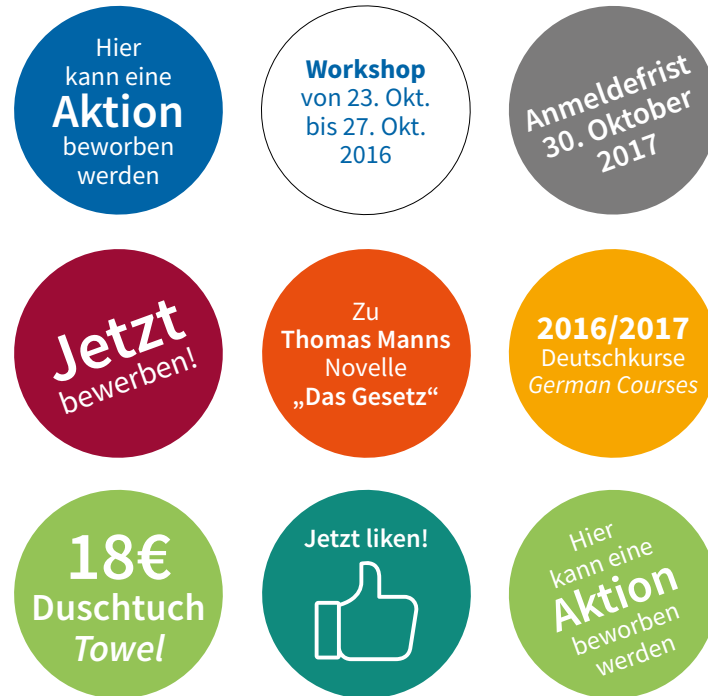 Hier
kann eine
Aktion
beworben
werden
Workshop
von 23. Okt.
bis 27. Okt.
2016
Anmeldefrist
30. Oktober
2017
Jetzt
bewerben!
Zu
Thomas Manns
Novelle
„Das Gesetz“
2016/2017
Deutschkurse
German Courses
18€
Duschtuch
Towel
Jetzt liken!
Hier
kann eine
Aktion
beworben
werden